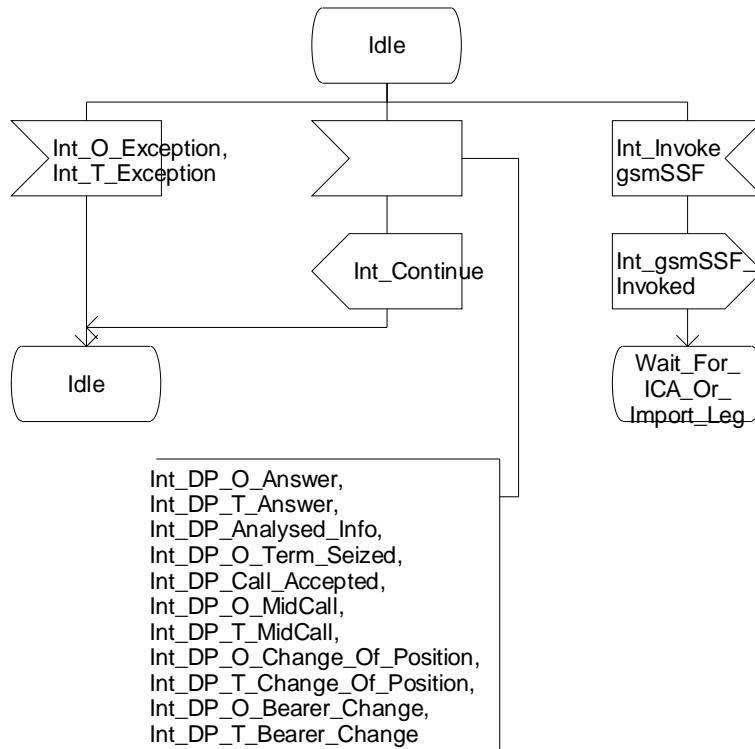 Idle
Int_O_Exception,
Int_T_Exception
Int_Invoke
gsmSSF
Int_Continue
Int_gsmSSF_
Invoked
Idle
Wait_For_
ICA_Or_
Import_Leg
Int_DP_O_Answer,
Int_DP_T_Answer,
Int_DP_Analysed_Info,
Int_DP_O_Term_Seized,
Int_DP_Call_Accepted,
Int_DP_O_MidCall,
Int_DP_T_MidCall,
Int_DP_O_Change_Of_Position,
Int_DP_T_Change_Of_Position,
Int_DP_O_Bearer_Change,
Int_DP_T_Bearer_Change